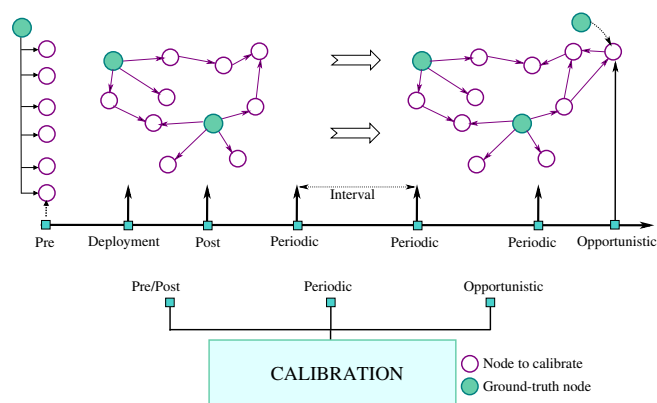 Interval
Pre
Deployment
Post
Periodic
Periodic
Periodic
Opportunistic
Pre/Post
Periodic
Opportunistic
CALIBRATION
Node to calibrate
Ground-truth node